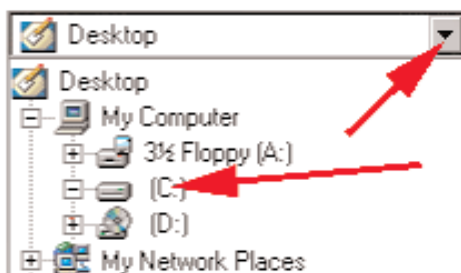 Desktop
Desktop
My Computer
3½ Floppy (A:)
(C:)
(D:)
My Network Places